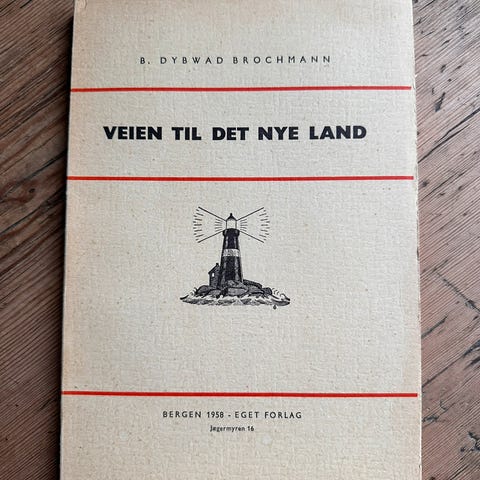 B. DYBWAD BROCHMANN
VEIEN TIL DET NYE LAND
BERGEN 1958 - EGET FORLAG
Jægermyren 16